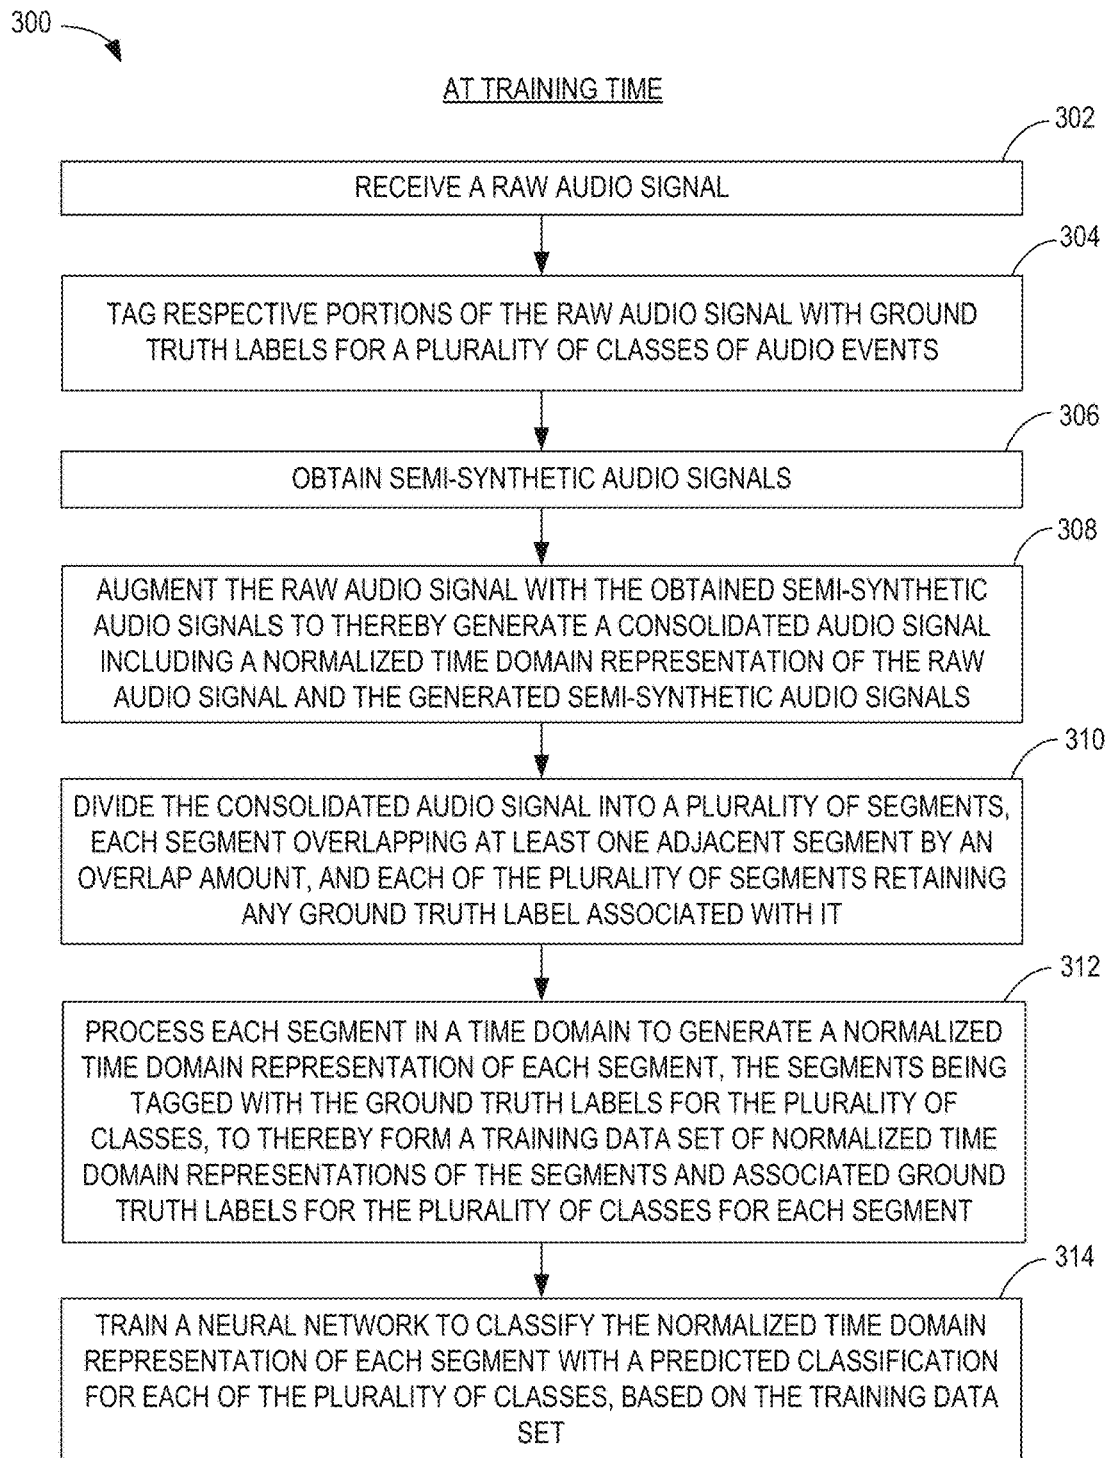 300
AT TRAINING TIME
302
RECEIVE A RAW AUDIO SIGNAL
304
TAG RESPECTIVE PORTIONS OF THE RAW AUDIO SIGNAL WITH GROUND
TRUTH LABELS FOR A PLURALITY OF CLASSES OF AUDIO EVENTS
306
OBTAIN SEMI-SYNTHETIC AUDIO SIGNALS
308
AUGMENT THE RAW AUDIO SIGNAL WITH THE OBTAINED SEMI-SYNTHETIC
AUDIO SIGNALS TO THEREBY GENERATE A CONSOLIDATED AUDIO SIGNAL
INCLUDING A NORMALIZED TIME DOMAIN REPRESENTATION OF THE RAW
AUDIO SIGNAL AND THE GENERATED SEMI-SYNTHETIC AUDIO SIGNALS
310
DIVIDE THE CONSOLIDATED AUDIO SIGNAL INTO A PLURALITY OF SEGMENTS,
EACH SEGMENT OVERLAPPING AT LEAST ONE ADJACENT SEGMENT BY AN
OVERLAP AMOUNT, AND EACH OF THE PLURALITY OF SEGMENTS RETAINING
ANY GROUND TRUTH LABEL ASSOCIATED WITH IT
312
PROCESS EACH SEGMENT IN A TIME DOMAIN TO GENERATE A NORMALIZED
TIME DOMAIN REPRESENTATION OF EACH SEGMENT, THE SEGMENTS BEING
TAGGED WITH THE GROUND TRUTH LABELS FOR THE PLURALITY OF
CLASSES, TO THEREBY FORM A TRAINING DATA SET OF NORMALIZED TIME
DOMAIN REPRESENTATIONS OF THE SEGMENTS AND ASSOCIATED GROUND
TRUTH LABELS FOR THE PLURALITY OF CLASSES FOR EACH SEGMENT
314
TRAIN A NEURAL NETWORK TO CLASSIFY THE NORMALIZED TIME DOMAIN
REPRESENTATION OF EACH SEGMENT WITH A PREDICTED CLASSIFICATION
FOR EACH OF THE PLURALITY OF CLASSES, BASED ON THE TRAINING DATA
SET